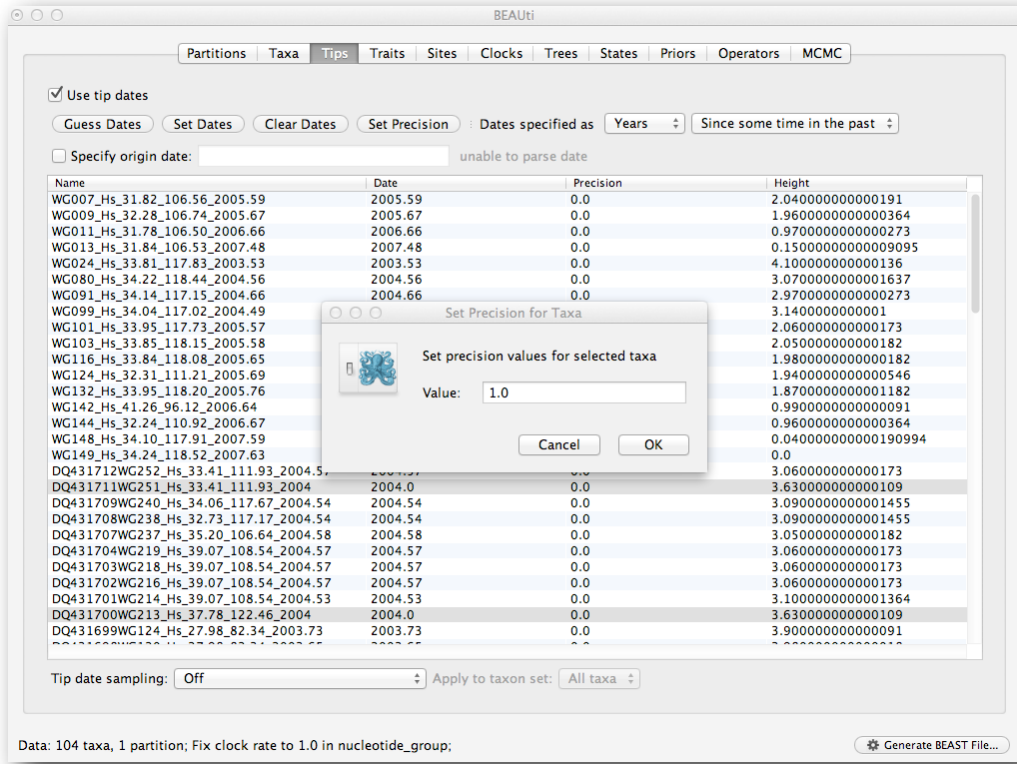 BEAUti
Partitions Taxa Tips Traits Sites Clocks Trees States Priors Operators MCMC
Use tip dates
Guess Dates Set Dates Clear Dates Set Precision : Dates specified as Years Since some time in the past
Specify origin date: unable to parse date
Name Date Precision Height
WG007_Hs_31.82_106.56_2005.59 2005.59 0.0 2.040000000000191
WG009_Hs_32.28_106.74_2005.67 2005.67 0.0 1.9600000000000364
WG011_Hs_31.78_106.50_2006.66 2006.66 0.0 0.9700000000000273
WG013_Hs_31.84_106.53_2007.48 2007.48 0.0 0.15000000000009095
WG024_Hs_33.81_117.83_2003.53 2003.53 0.0 4.100000000000136
WG080_Hs_34.22_118.44_2004.56 2004.56 0.0 3.0700000000001637
WG091_Hs_34.14_117.15_2004.66 2004.66 0.0 2.9700000000000273
WG099_Hs_34.04_117.02_2004.49 3.1400000000001
WG101_Hs_33.95_117.73_2005.57 2.060000000000173
WG103_Hs_33.85_118.15_2005.58 2.050000000000182
WG116_Hs_33.84_118.08_2005.65 1.9800000000000182
WG124_Hs_32.31_111.21_2005.69 1.9400000000000546
WG132_Hs_33.95_118.20_2005.76 1.8700000000001182
WG142_Hs_41.26_96.12_2006.64 0.990000000000091
WG144_Hs_32.24_110.92_2006.67 0.9600000000000364
WG148_Hs_34.10_117.91_2007.59 0.040000000000190994
WG149_Hs_34.24_118.52_2007.63 0.0
Set Precision for Taxa
Set precision values for selected taxa
Value: 1.0
Cancel OK
DQ431712WG252_Hs_33.41_111.93_2004.57 2004.57 0.0 3.060000000000173
DQ431711WG251_Hs_33.41_111.93_2004 2004.0 0.0 3.630000000000109
DQ431709WG240_Hs_34.06_117.67_2004.54 2004.54 0.0 3.0900000000001455
DQ431708WG238_Hs_32.73_117.17_2004.54 2004.54 0.0 3.0900000000001455
DQ431707WG237_Hs_35.20_106.64_2004.58 2004.58 0.0 3.050000000000182
DQ431704WG219_Hs_39.07_108.54_2004.57 2004.57 0.0 3.060000000000173
DQ431703WG218_Hs_39.07_108.54_2004.57 2004.57 0.0 3.060000000000173
DQ431702WG216_Hs_39.07_108.54_2004.57 2004.57 0.0 3.060000000000173
DQ431701WG214_Hs_39.07_108.54_2004.53 2004.53 0.0 3.1000000000001364
DQ431700WG213_Hs_37.78_122.46_2004 2004.0 0.0 3.630000000000109
DQ431699WG124_Hs_27.98_82.34_2003.73 2003.73 0.0 3.900000000000091
Tip date sampling: Off Apply to taxon set: All taxa
Data: 104 taxa, 1 partition; Fix clock rate to 1.0 in nucleotide_group; Generate BEAST File...